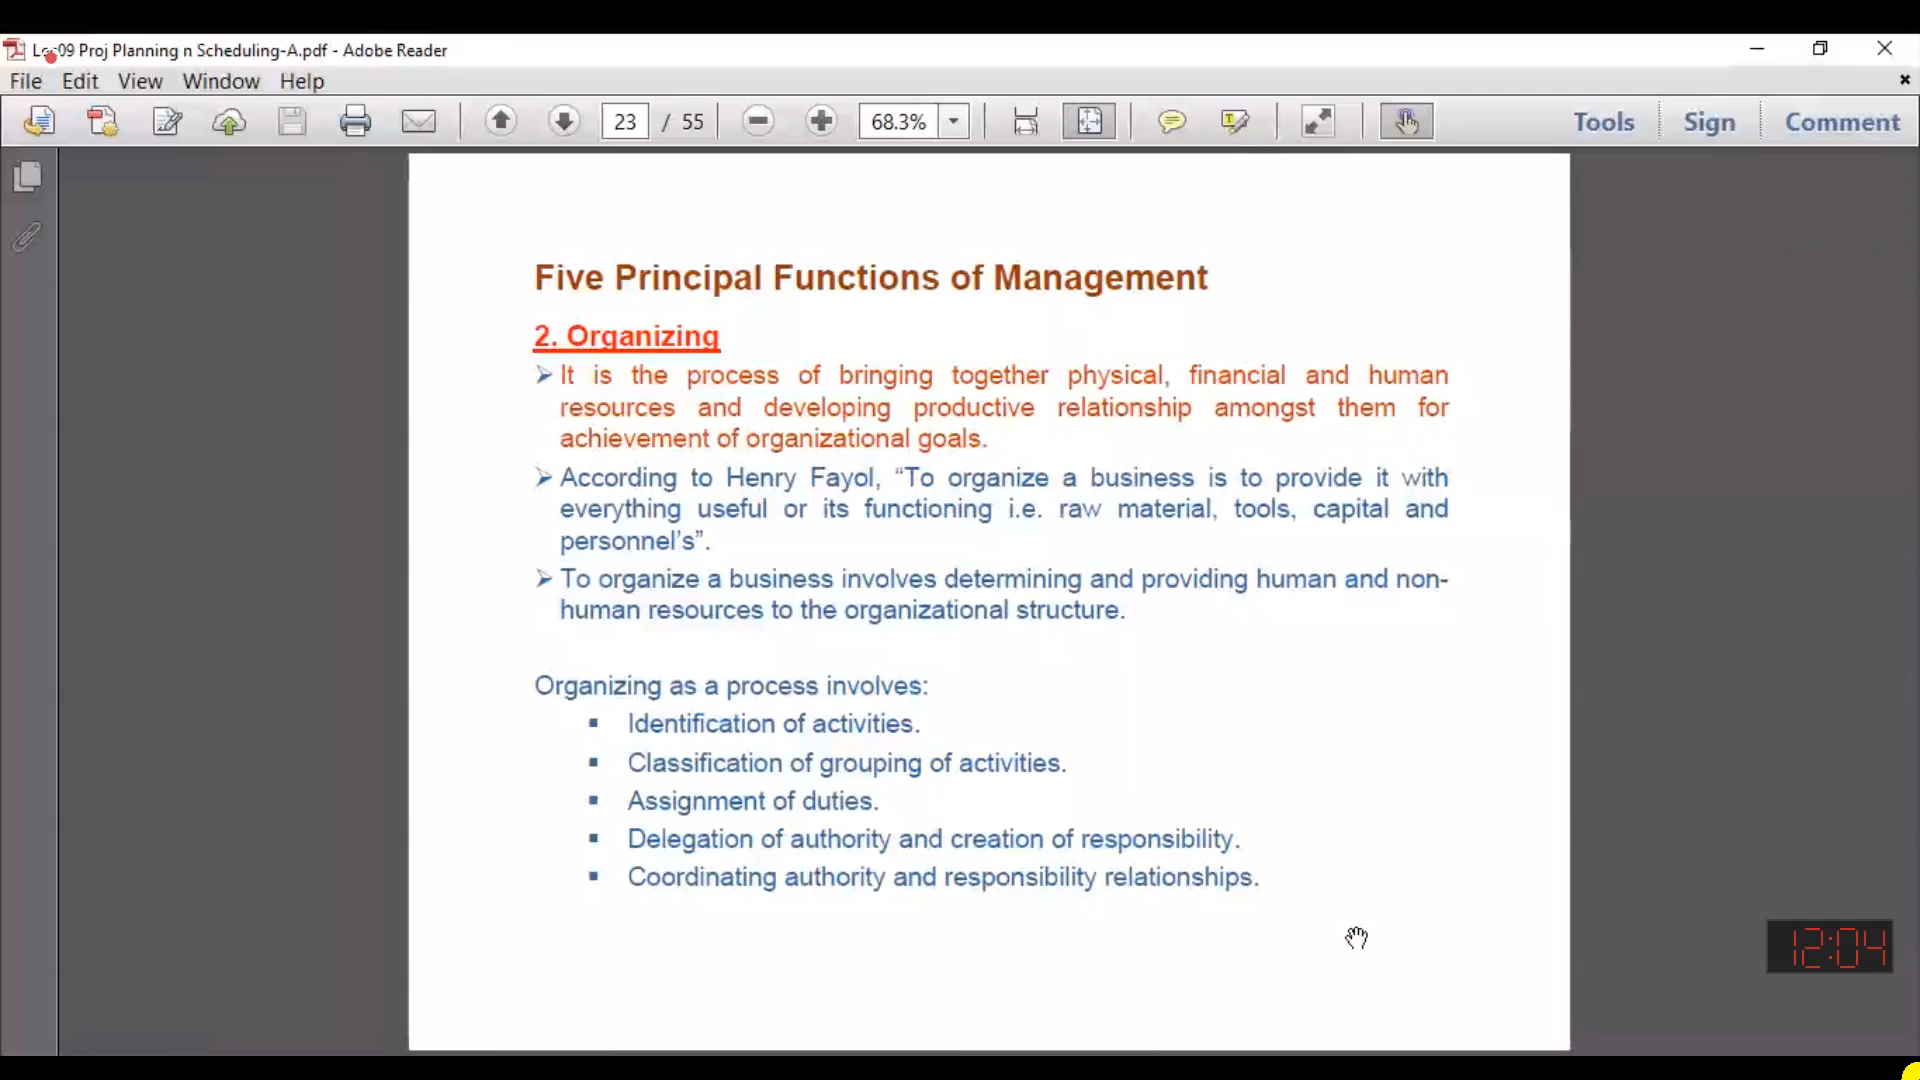 Lec09 Proj Planning n Scheduling-A.pdf - Adobe Reader
File Edit View Window Help
23 / 55 68.3% Tools Sign Comment
Five Principal Functions of Management
2. Organizing
It is the process of bringing together physical, financial and human
resources and developing productive relationship amongst them for
achievement of organizational goals.
According to Henry Fayol, “To organize a business is to provide it with
everything useful or its functioning i.e. raw material, tools, capital and
personnel’s”.
To organize a business involves determining and providing human and non-
human resources to the organizational structure.
Organizing as a process involves:
Identification of activities.
Classification of grouping of activities.
Assignment of duties.
Delegation of authority and creation of responsibility.
Coordinating authority and responsibility relationships.
12:04